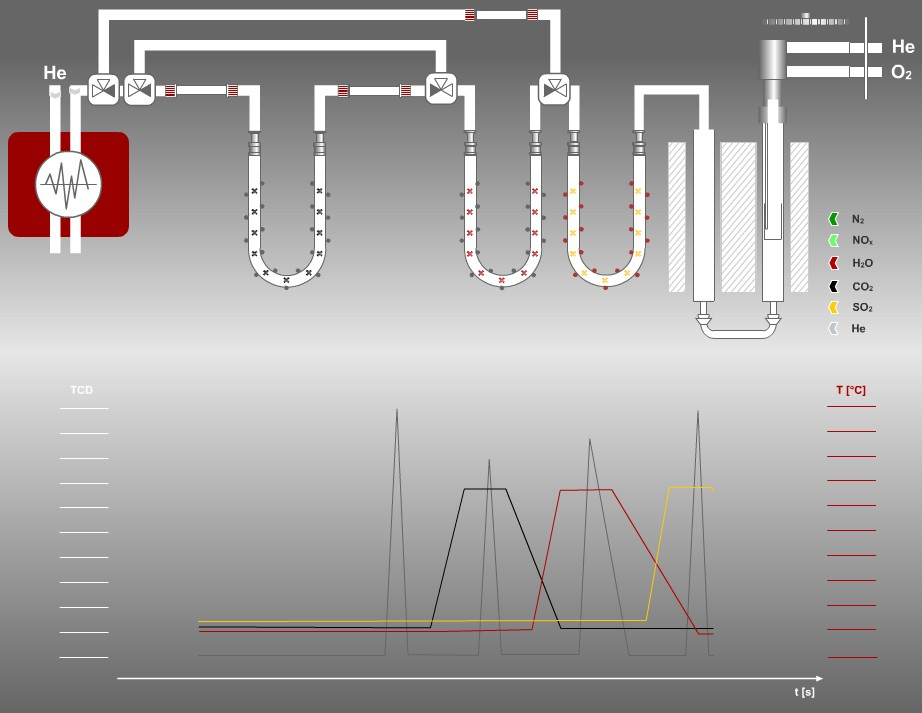 He
He
O₂
N₂
NOₓ
H₂O
CO₂
SO₂
He
TCD
T [°C]
t [s]